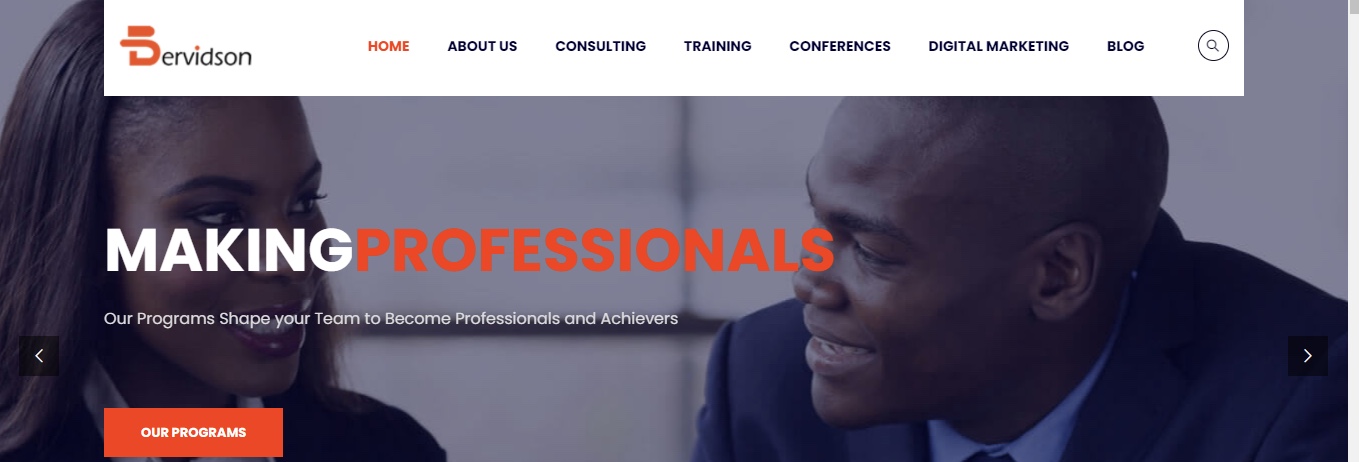 Bervidson
HOME ABOUT US CONSULTING TRAINING CONFERENCES DIGITAL MARKETING BLOG
MAKINGPROFESSIONALS
Our Programs Shape your Team to Become Professionals and Achievers
OUR PROGRAMS